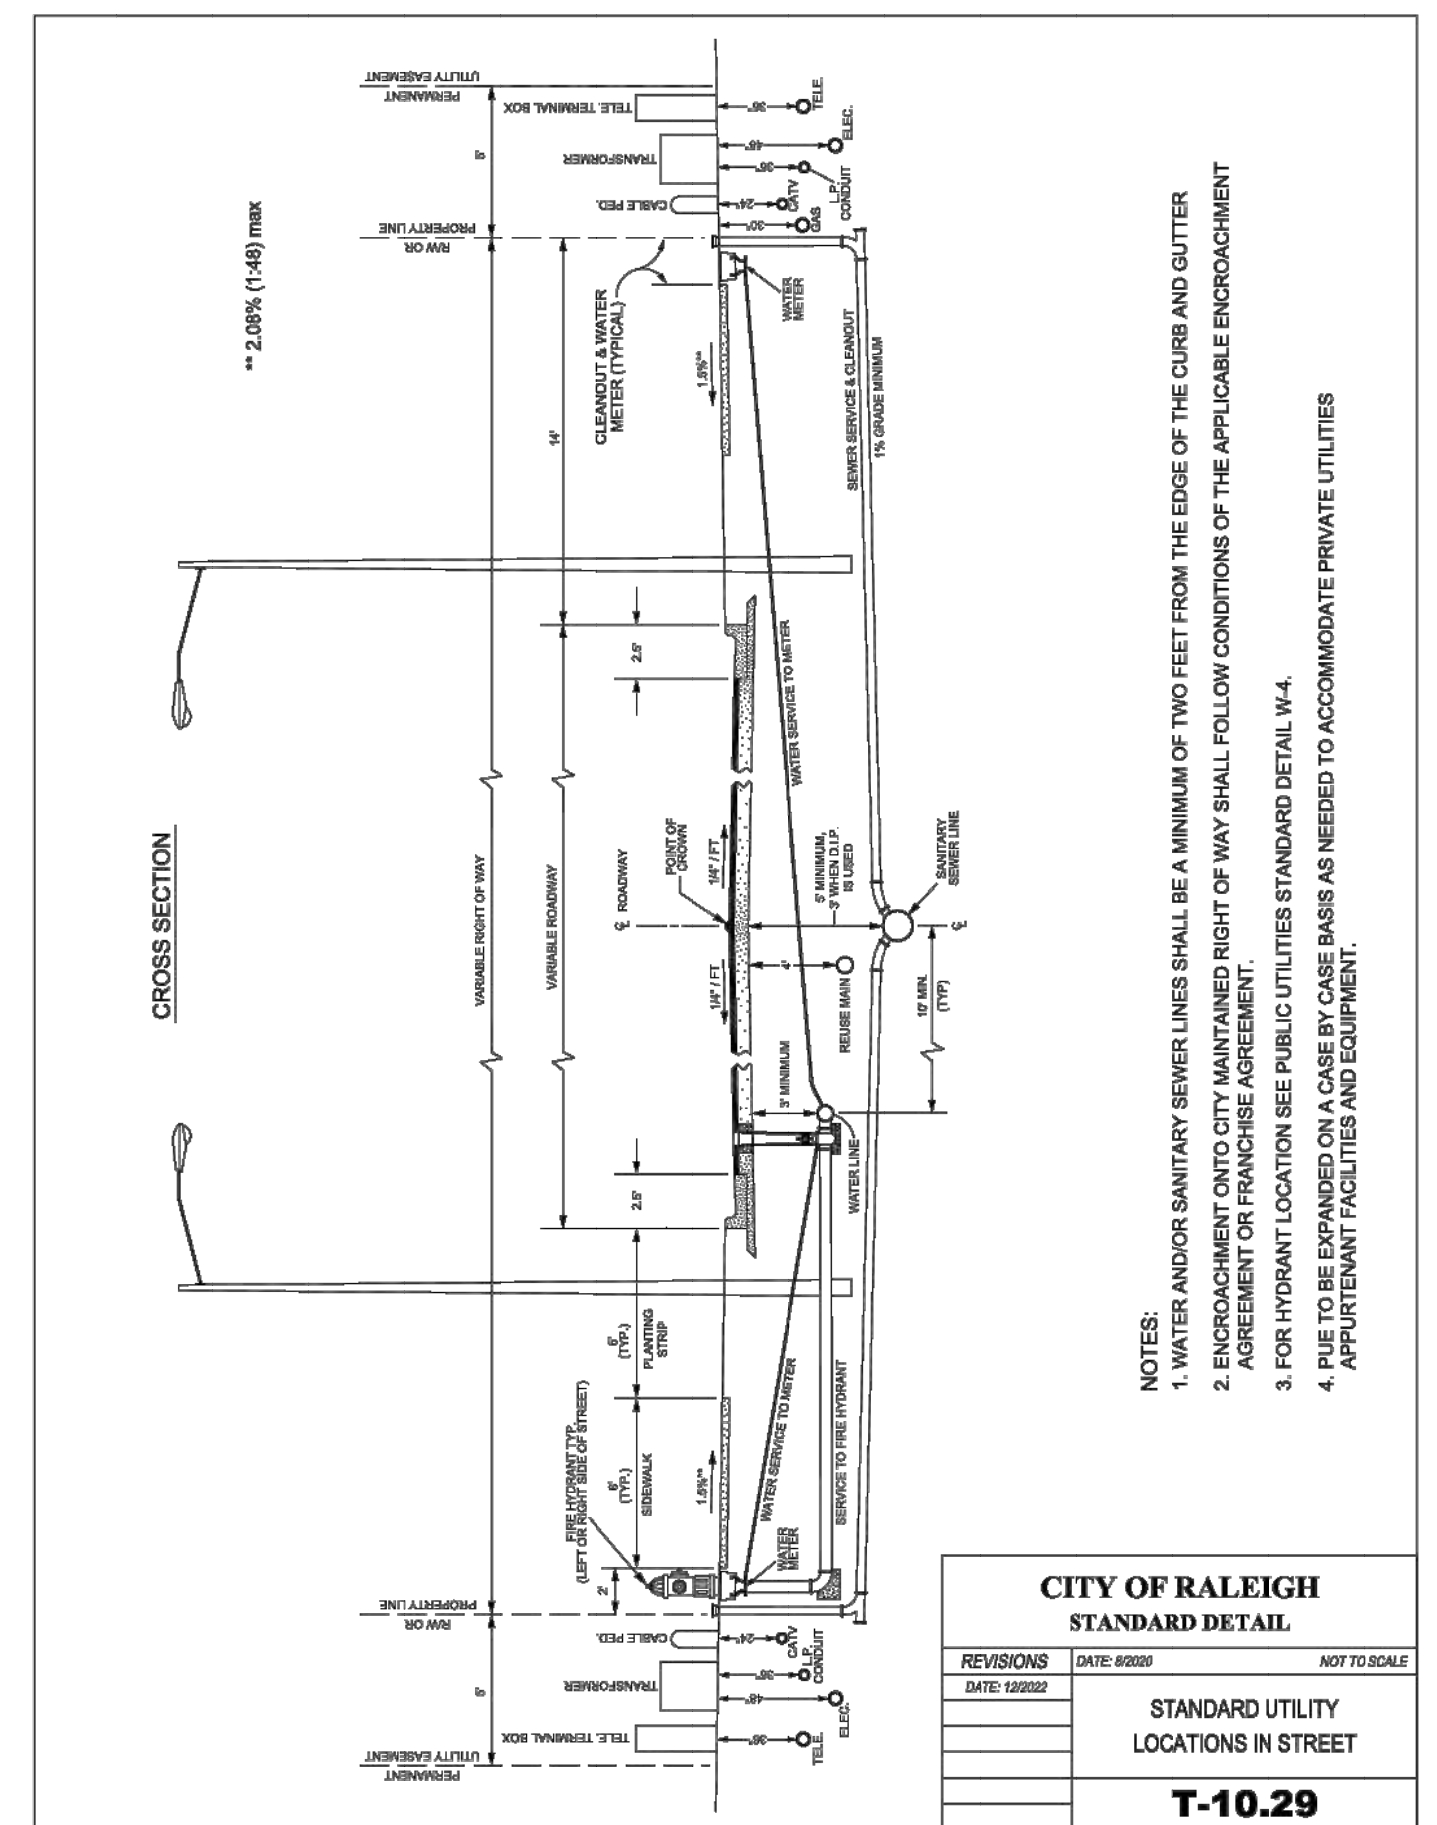 CROSS SECTION
** 2.08% (1:48) max
PERMANENT
UTILITY EASEMENT
R/W OR
PROPERTY LINE
VARIABLE RIGHT OF WAY
R/W OR
PROPERTY LINE
PERMANENT
UTILITY EASEMENT
5'
VARIABLE ROADWAY
14'
TELE. TERMINAL BOX
TRANSFORMER
CABLE PED.
FIRE HYDRANT TYP.
(LEFT OR RIGHT SIDE OF STREET)
2'
6'
(TYP.)
SIDEWALK
6'
(TYP.)
PLANTING
STRIP
2.5'
℄ ROADWAY
POINT OF
CROWN
2.5'
CLEANOUT & WATER
METER (TYPICAL)
CABLE PED.
TRANSFORMER
TELE. TERMINAL BOX
1.5%**
1/4" / FT
1/4" / FT
1.5%**
36"
TELE.
48"
ELEC.
36"
L.P.
CONDUIT
24"
CATV
WATER
METER
WATER SERVICE TO METER
SERVICE TO FIRE HYDRANT
WATER LINE
3' MINIMUM
REUSE MAIN
4'
5' MINIMUM,
3' WHEN D.I.P.
IS USED
WATER SERVICE TO METER
WATER
METER
SEWER SERVICE & CLEANOUT
1% GRADE MINIMUM
30"
GAS
24"
CATV
36"
L.P.
CONDUIT
48"
ELEC.
36"
TELE.
10' MIN.
(TYP)
℄
SANITARY
SEWER LINE
NOTES:
1. WATER AND/OR SANITARY SEWER LINES SHALL BE A MINIMUM OF TWO FEET FROM THE EDGE OF THE CURB AND GUTTER
2. ENCROACHMENT ONTO CITY MAINTAINED RIGHT OF WAY SHALL FOLLOW CONDITIONS OF THE APPLICABLE ENCROACHMENT
AGREEMENT OR FRANCHISE AGREEMENT.
3. FOR HYDRANT LOCATION SEE PUBLIC UTILITIES STANDARD DETAIL W-4.
4. PUE TO BE EXPANDED ON A CASE BY CASE BASIS AS NEEDED TO ACCOMMODATE PRIVATE UTILITIES
APPURTENANT FACILITIES AND EQUIPMENT.
CITY OF RALEIGH
STANDARD DETAIL
REVISIONS
DATE: 8/2020
NOT TO SCALE
DATE: 12/2022
STANDARD UTILITY
LOCATIONS IN STREET
T-10.29